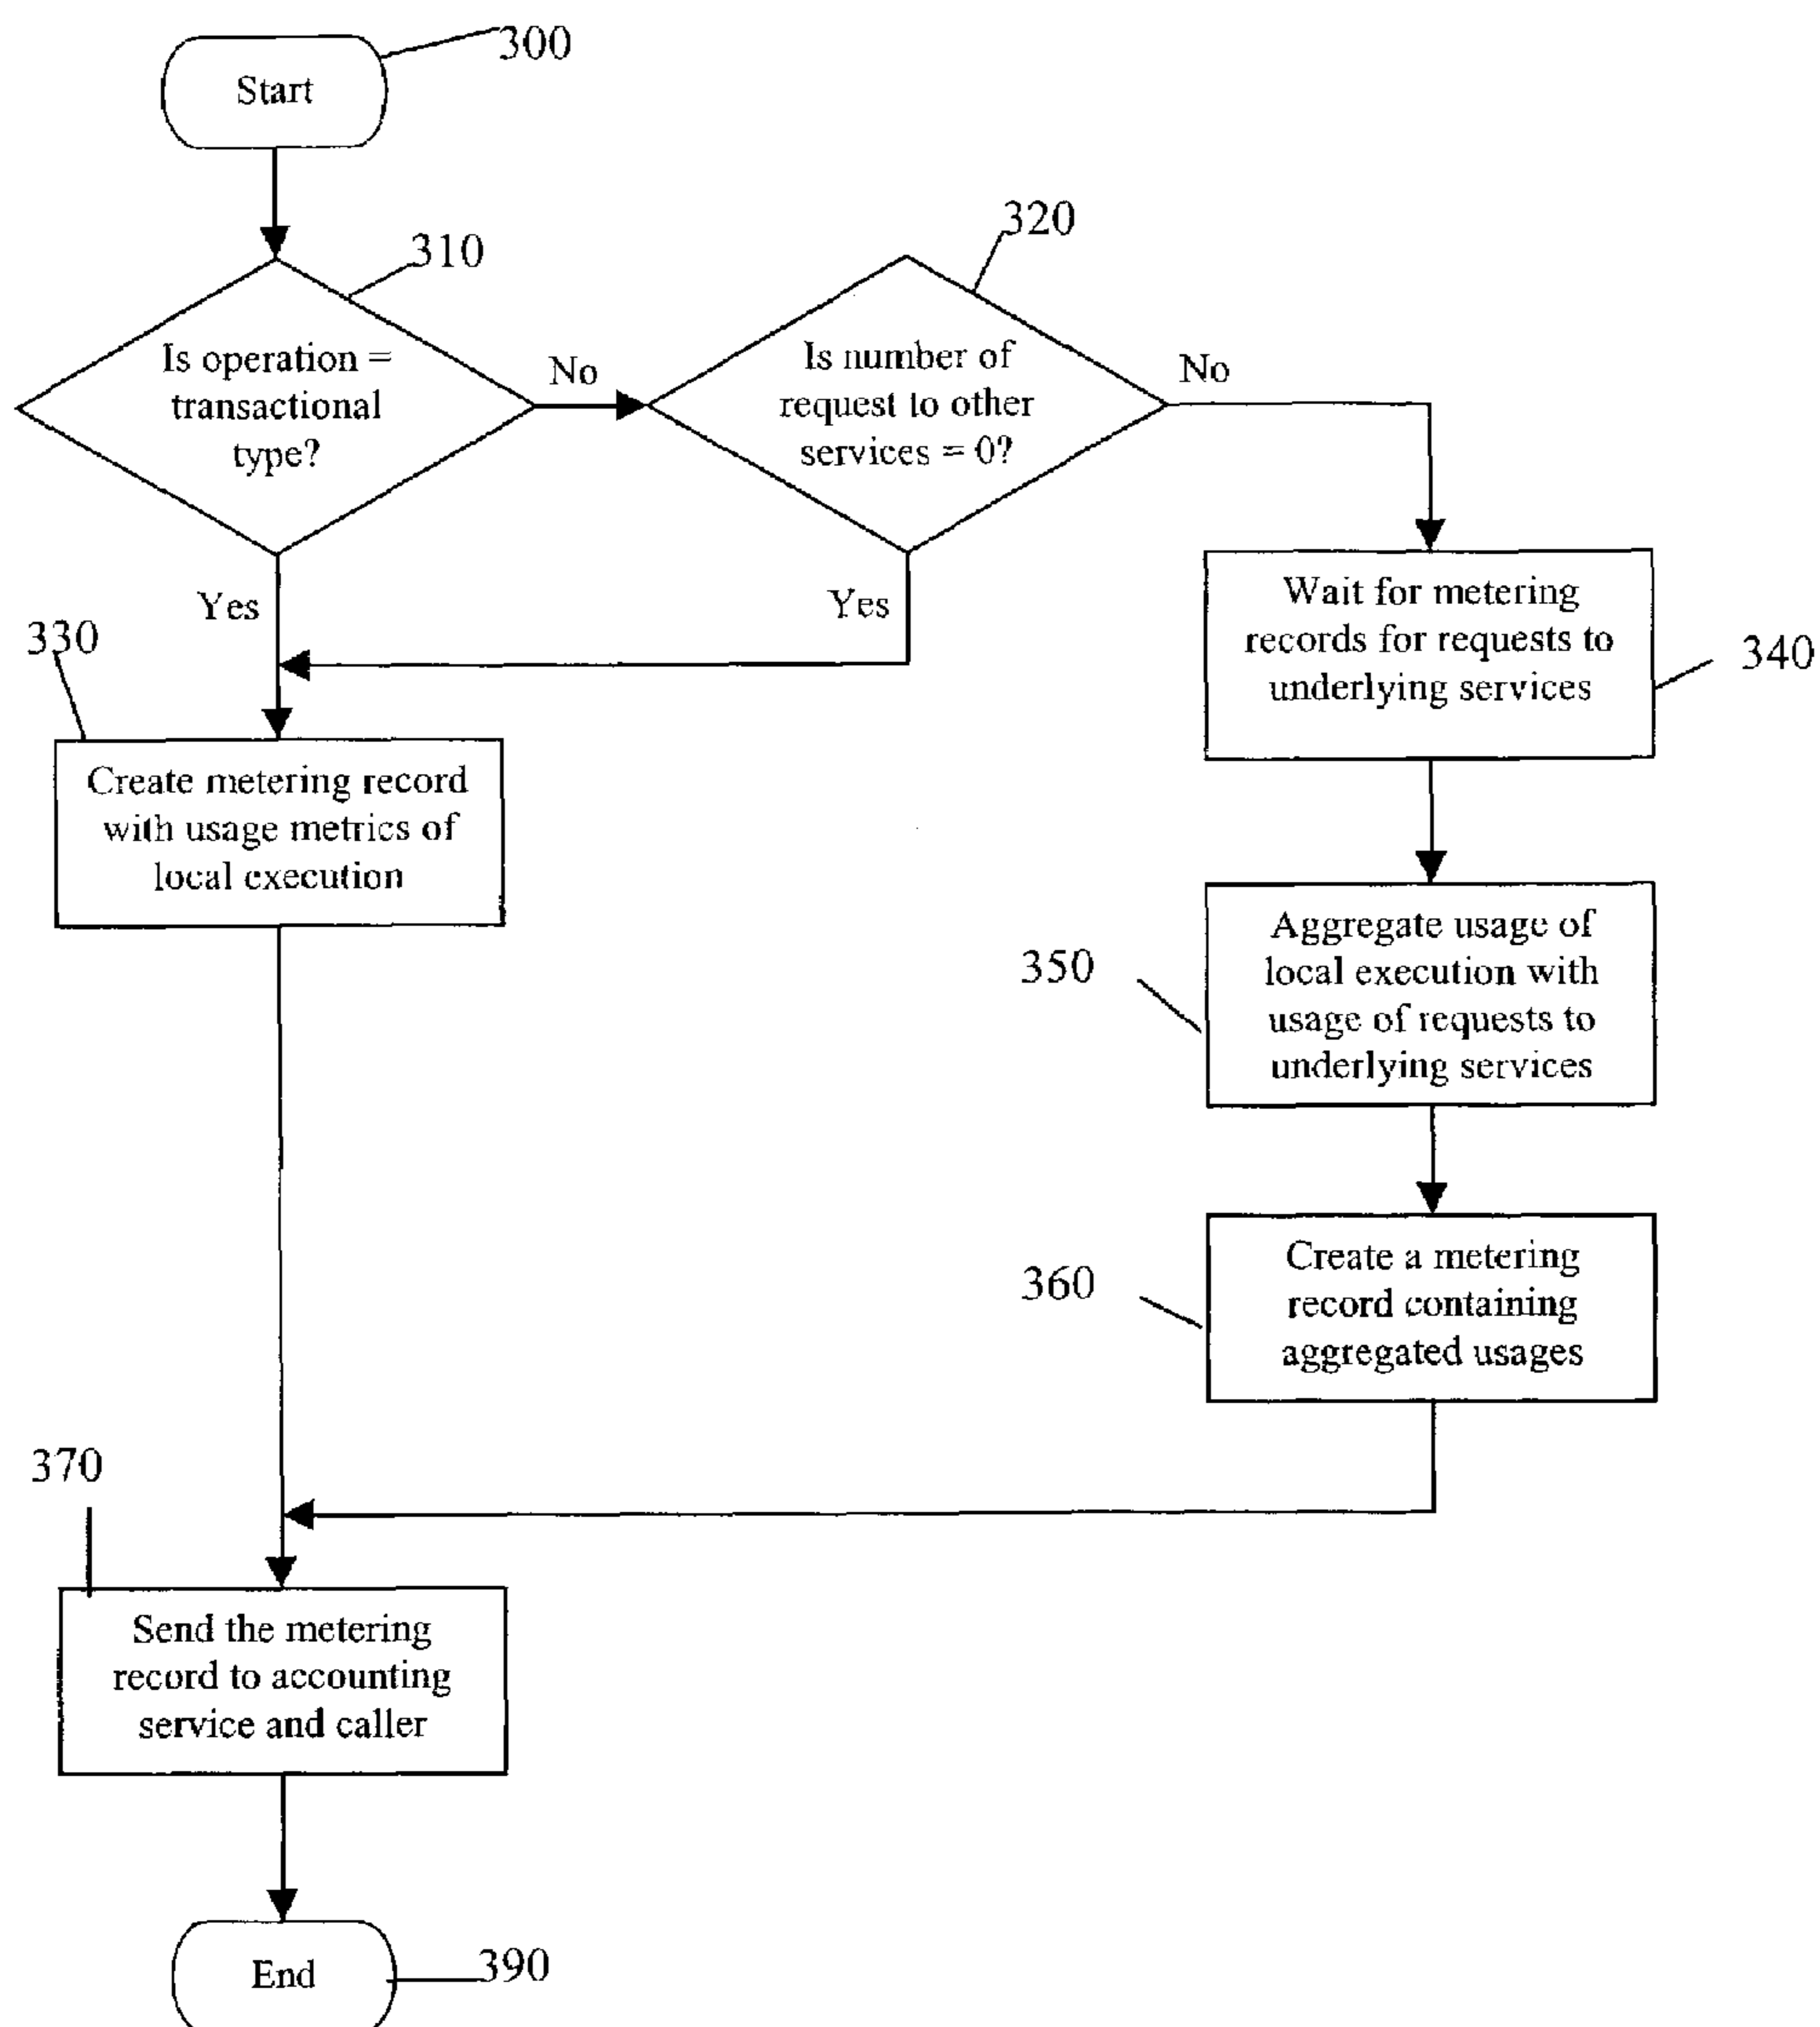 300
Start
310
320
Is operation =
transactional
type?
No
Is number of
request to other
services = 0?
No
Yes
Yes
330
Wait for metering
records for requests to
underlying services
340
Create metering record
with usage metrics of
local execution
350
Aggregate usage of
local execution with
usage of requests to
underlying services
360
Create a metering
record containing
aggregated usages
370
Send the metering
record to accounting
service and caller
End
390